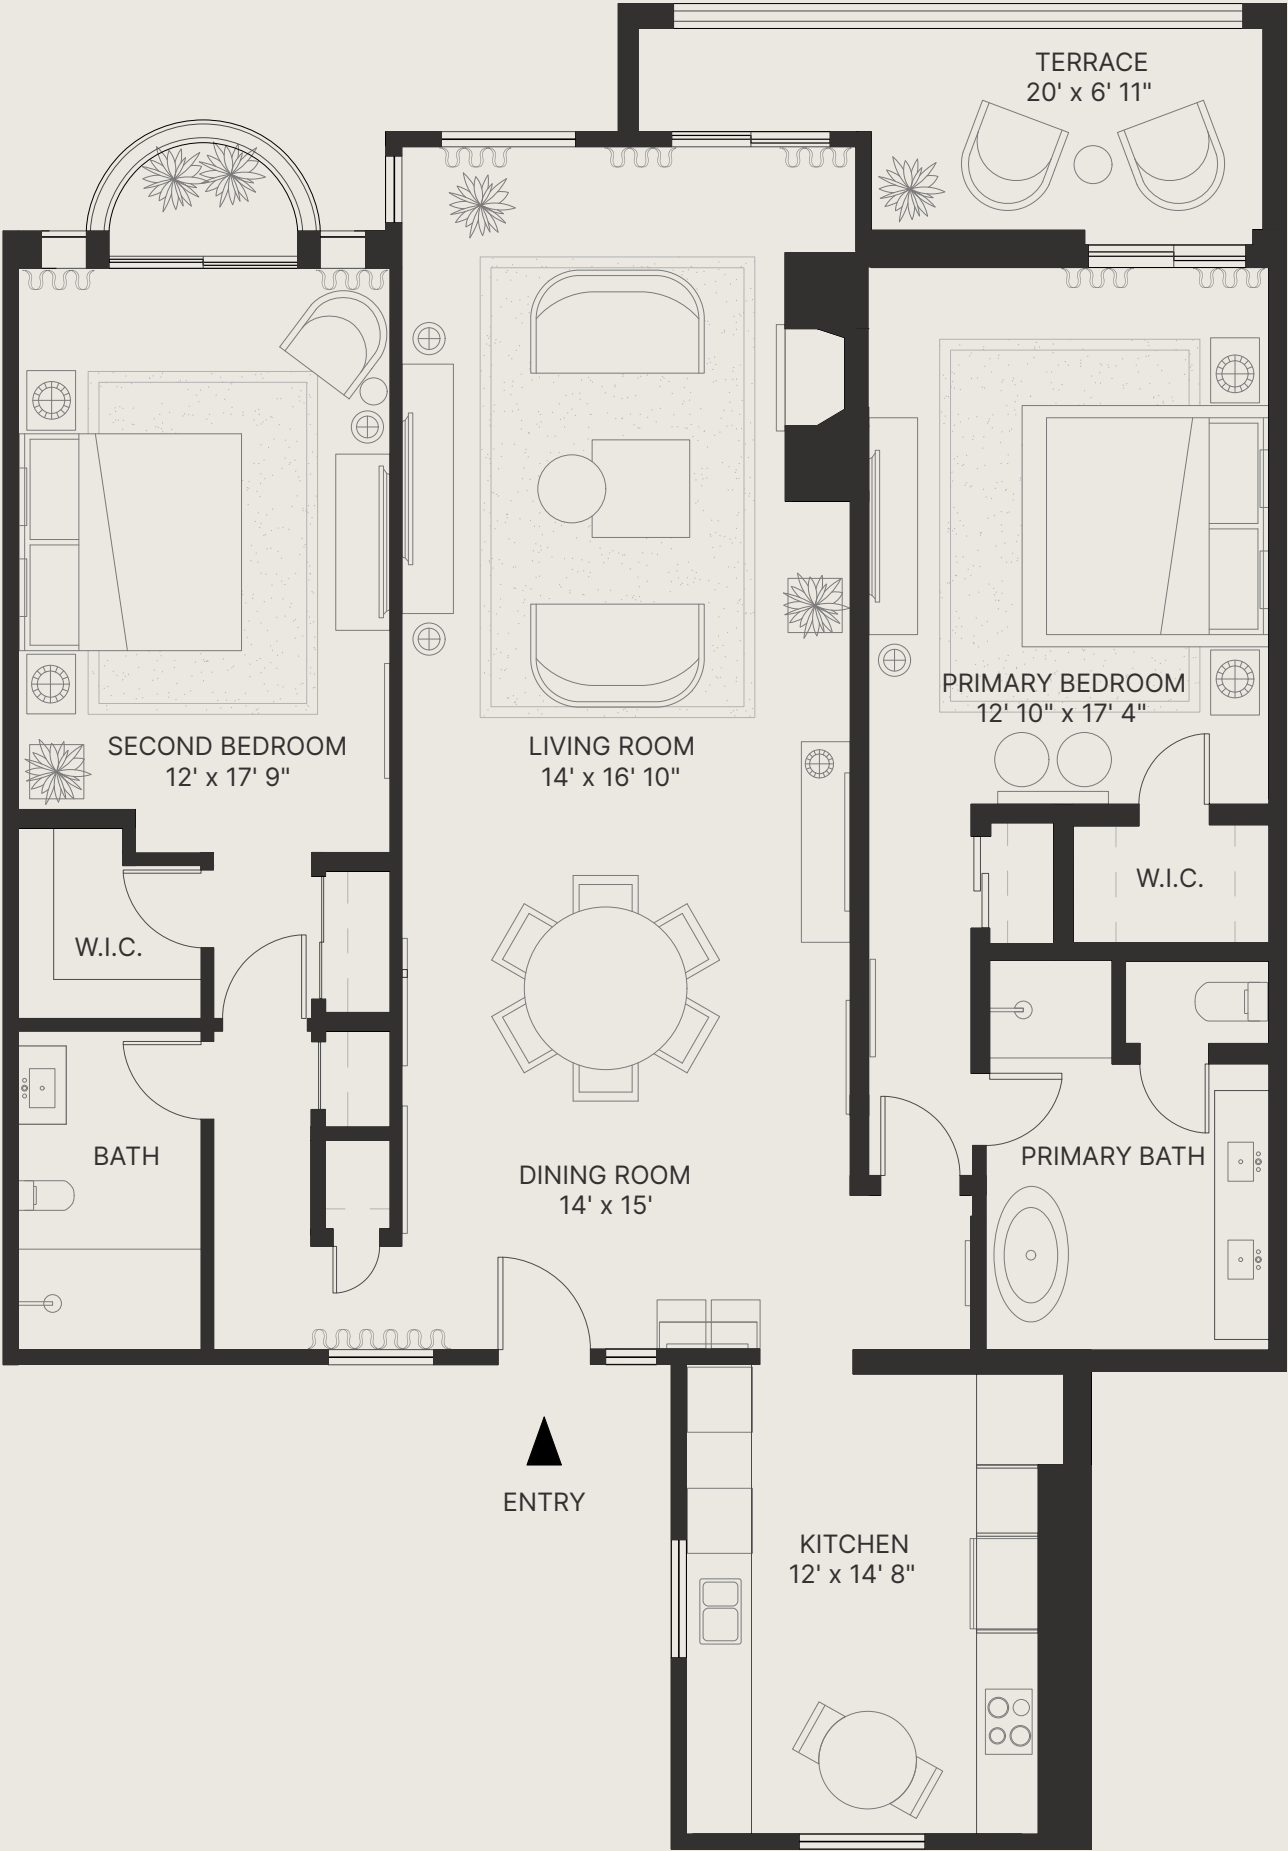 TERRACE
20' x 6' 11"
SECOND BEDROOM
12' x 17' 9"
LIVING ROOM
14' x 16' 10"
PRIMARY BEDROOM
12' 10" x 17' 4"
W.I.C.
W.I.C.
BATH
DINING ROOM
14' x 15'
PRIMARY BATH
ENTRY
KITCHEN
12' x 14' 8"